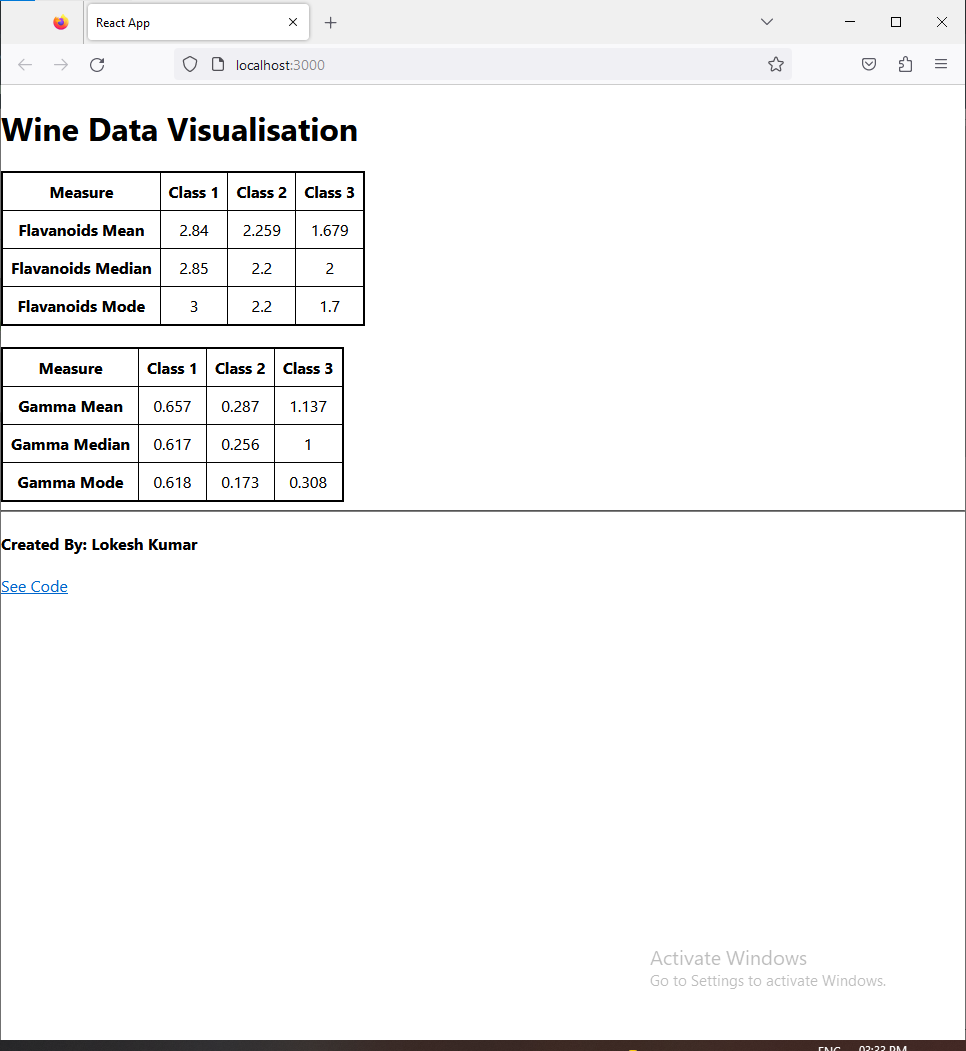 React App
localhost:3000
Wine Data Visualisation
Measure Class 1 Class 2 Class 3
Flavanoids Mean 2.84 2.259 1.679
Flavanoids Median 2.85 2.2 2
Flavanoids Mode 3 2.2 1.7
Measure Class 1 Class 2 Class 3
Gamma Mean 0.657 0.287 1.137
Gamma Median 0.617 0.256 1
Gamma Mode 0.618 0.173 0.308
Created By: Lokesh Kumar
See Code
Activate Windows
Go to Settings to activate Windows.